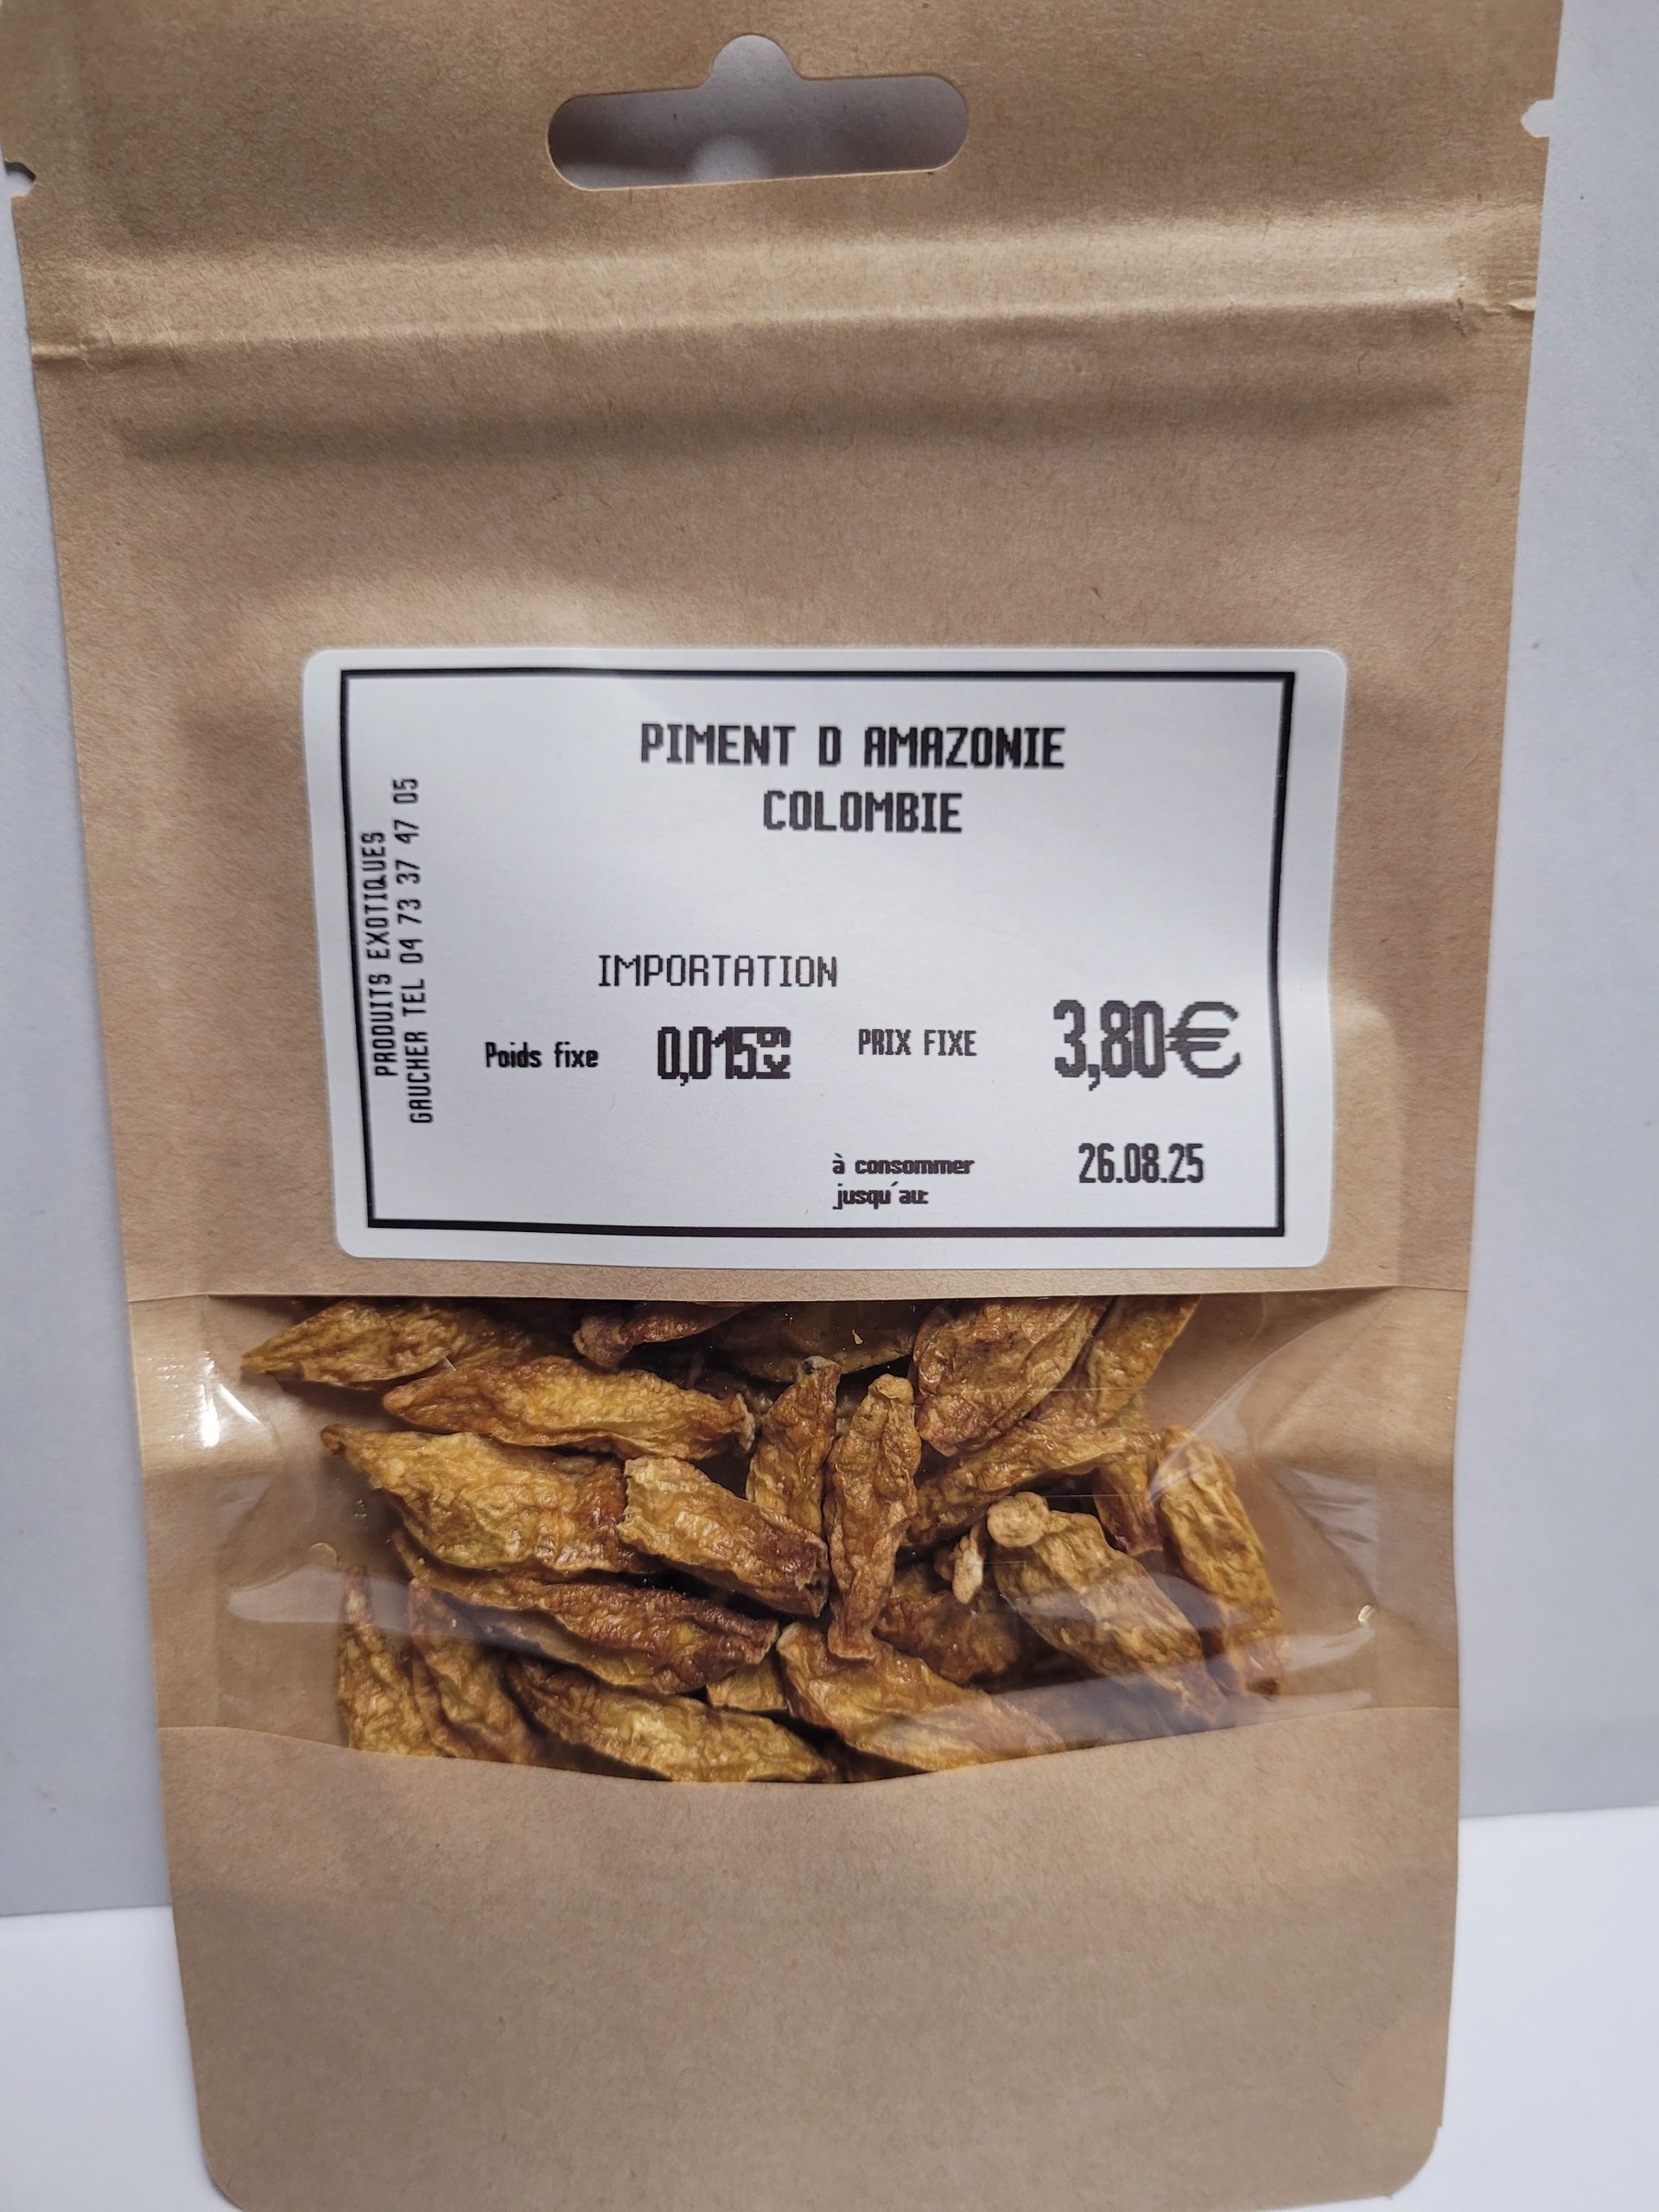 PIMENT D AMAZONIE
COLOMBIE
PRODUITS EXOTIQUES
GAUCHER TEL 04 73 37 47 05
IMPORTATION
Poids fixe 0,015kg PRIX FIXE 3,80€
à consommer 26.08.25
jusqu'au: